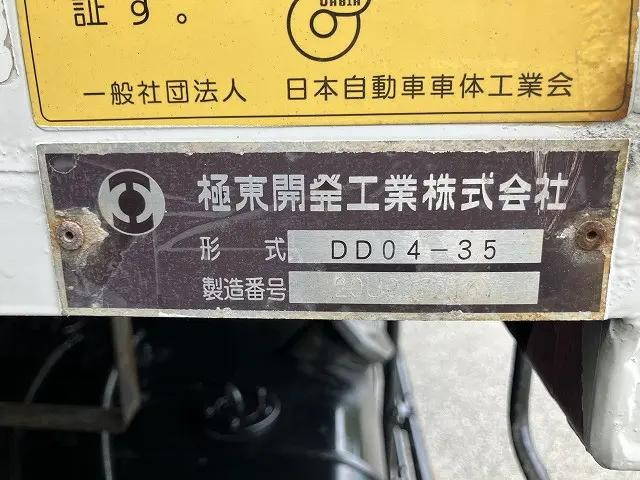 証す。
JABIA
一般社団法人 日本自動車車体工業会
極東開発工業株式会社
形 式 DD04-35
製造番号